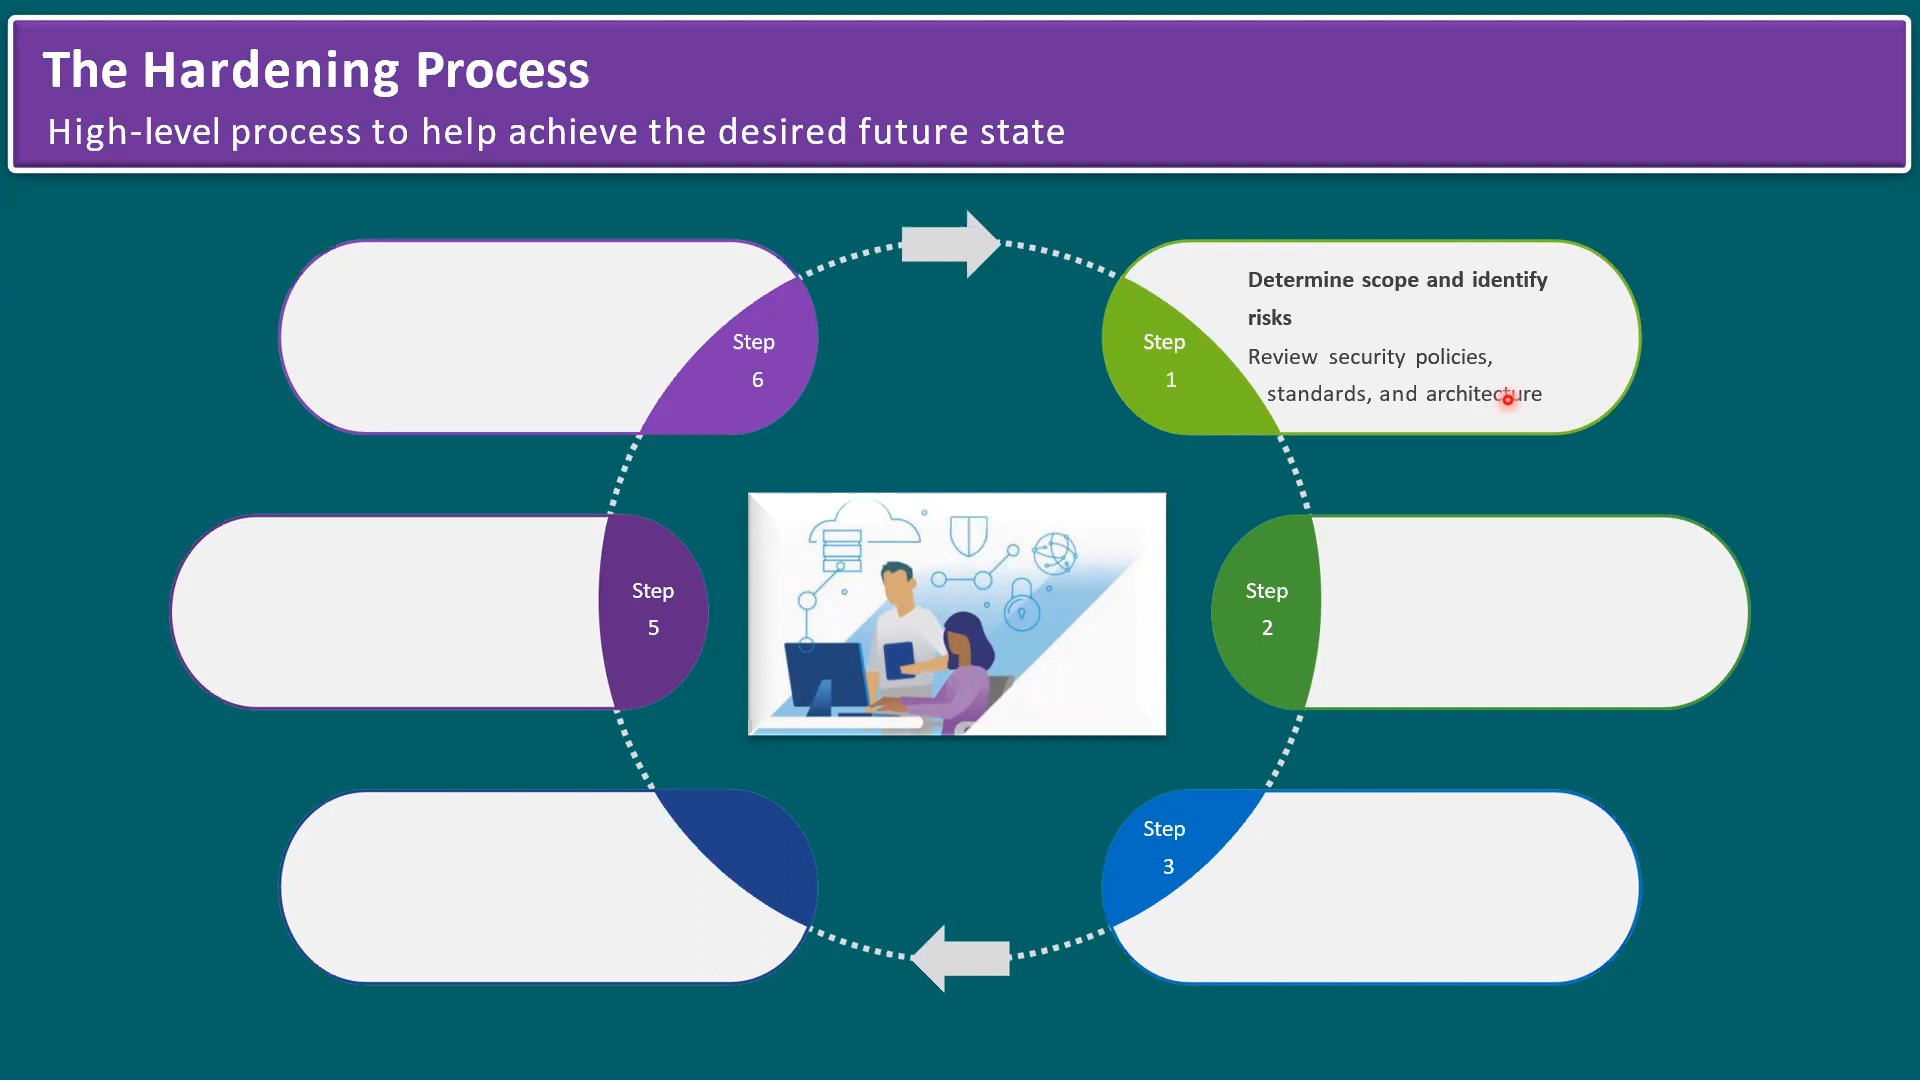 The Hardening Process
High-level process to help achieve the desired future state
Step
6
Step
1
Determine scope and identify
risks
Review security policies,
standards, and architecture
Step
5
Step
2
Step
3